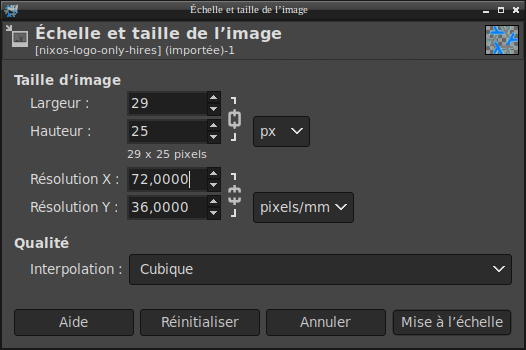 Échelle et taille de l’image
Échelle et taille de l’image
[nixos-logo-only-hires] (importée)-1
Taille d’image
Largeur : 29
Hauteur : 25 px
29 x 25 pixels
Résolution X : 72,0000
Résolution Y : 36,0000 pixels/mm
Qualité
Interpolation : Cubique
Aide Réinitialiser Annuler Mise à l’échelle